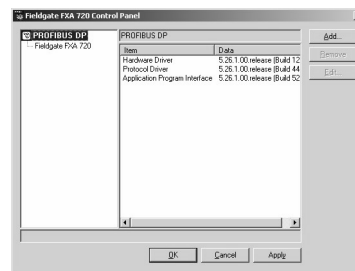 Fieldgate FXA 720 Control Panel
PROFIBUS DP
Fieldgate FXA 720
PROFIBUS DP
Item Data
Hardware Driver 5.26.1.00.release (Build 12
Protocol Driver 5.26.1.00.release (Build 44
Application Program Interface 5.26.1.00.release (Build 52
Add...
Remove
Edit...
OK Cancel Apply